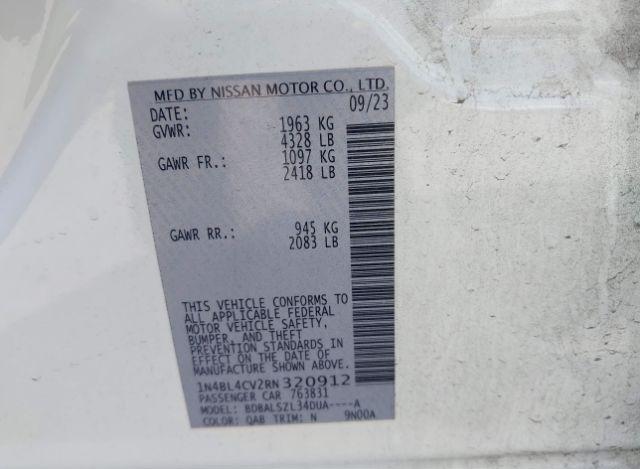 MFD BY NISSAN MOTOR CO., LTD.
DATE: 09/23
GVWR: 1963 KG
4328 LB
GAWR FR.: 1097 KG
2418 LB
GAWR RR.: 945 KG
2083 LB
THIS VEHICLE CONFORMS TO
ALL APPLICABLE FEDERAL
MOTOR VEHICLE SAFETY,
BUMPER, AND THEFT
PREVENTION STANDARDS IN
EFFECT ON THE DATE OF
MANUFACTURE SHOWN ABOVE.
1N4BL4CV2RN320912
PASSENGER CAR 763831
MODEL: BDBALSZL34DUA----A
COLOR: QAB TRIM: N 9N00A